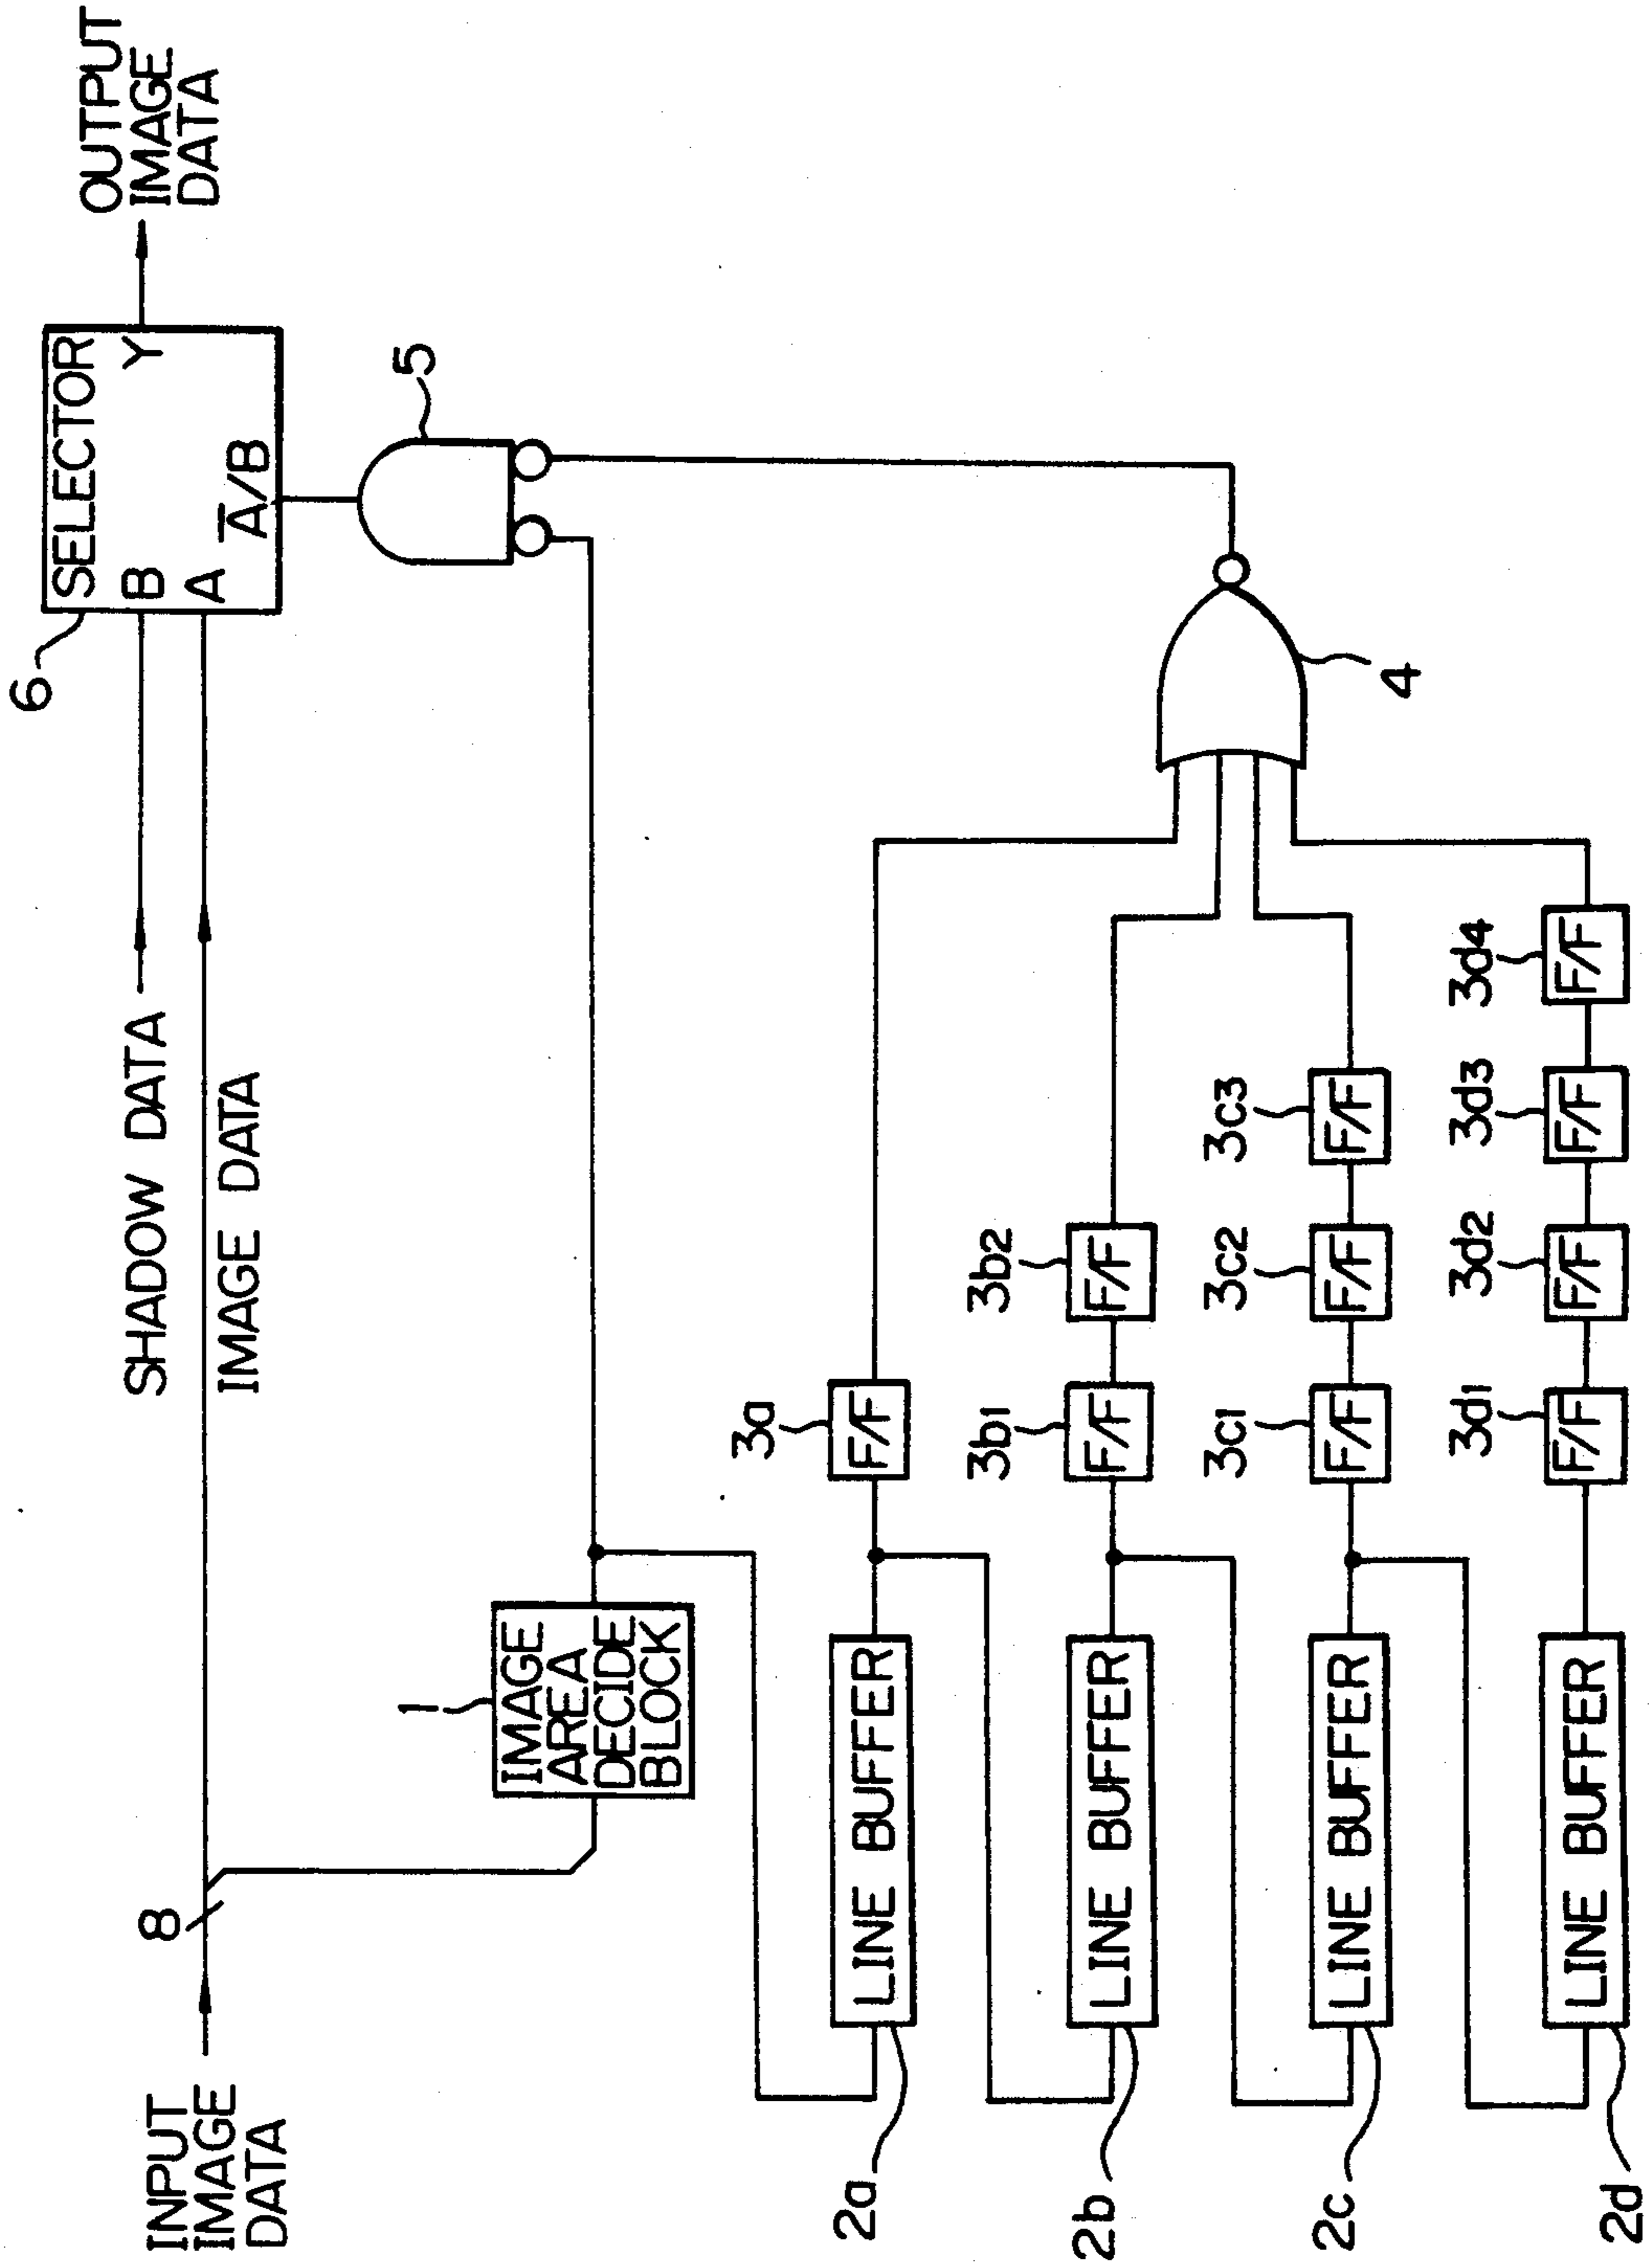 INPUT
IMAGE
DATA
8
SHADOW DATA
IMAGE DATA
6
SELECTOR
B
A
Y
A̅/B
OUTPUT
IMAGE
DATA
1
IMAGE
AREA
DECIDE
BLOCK
5
2a
LINE BUFFER
3a
F/F
2b
LINE BUFFER
3b1
F/F
3b2
F/F
4
2c
LINE BUFFER
3c1
F/F
3c2
F/F
3c3
F/F
2d
LINE BUFFER
3d1
F/F
3d2
F/F
3d3
F/F
3d4
F/F